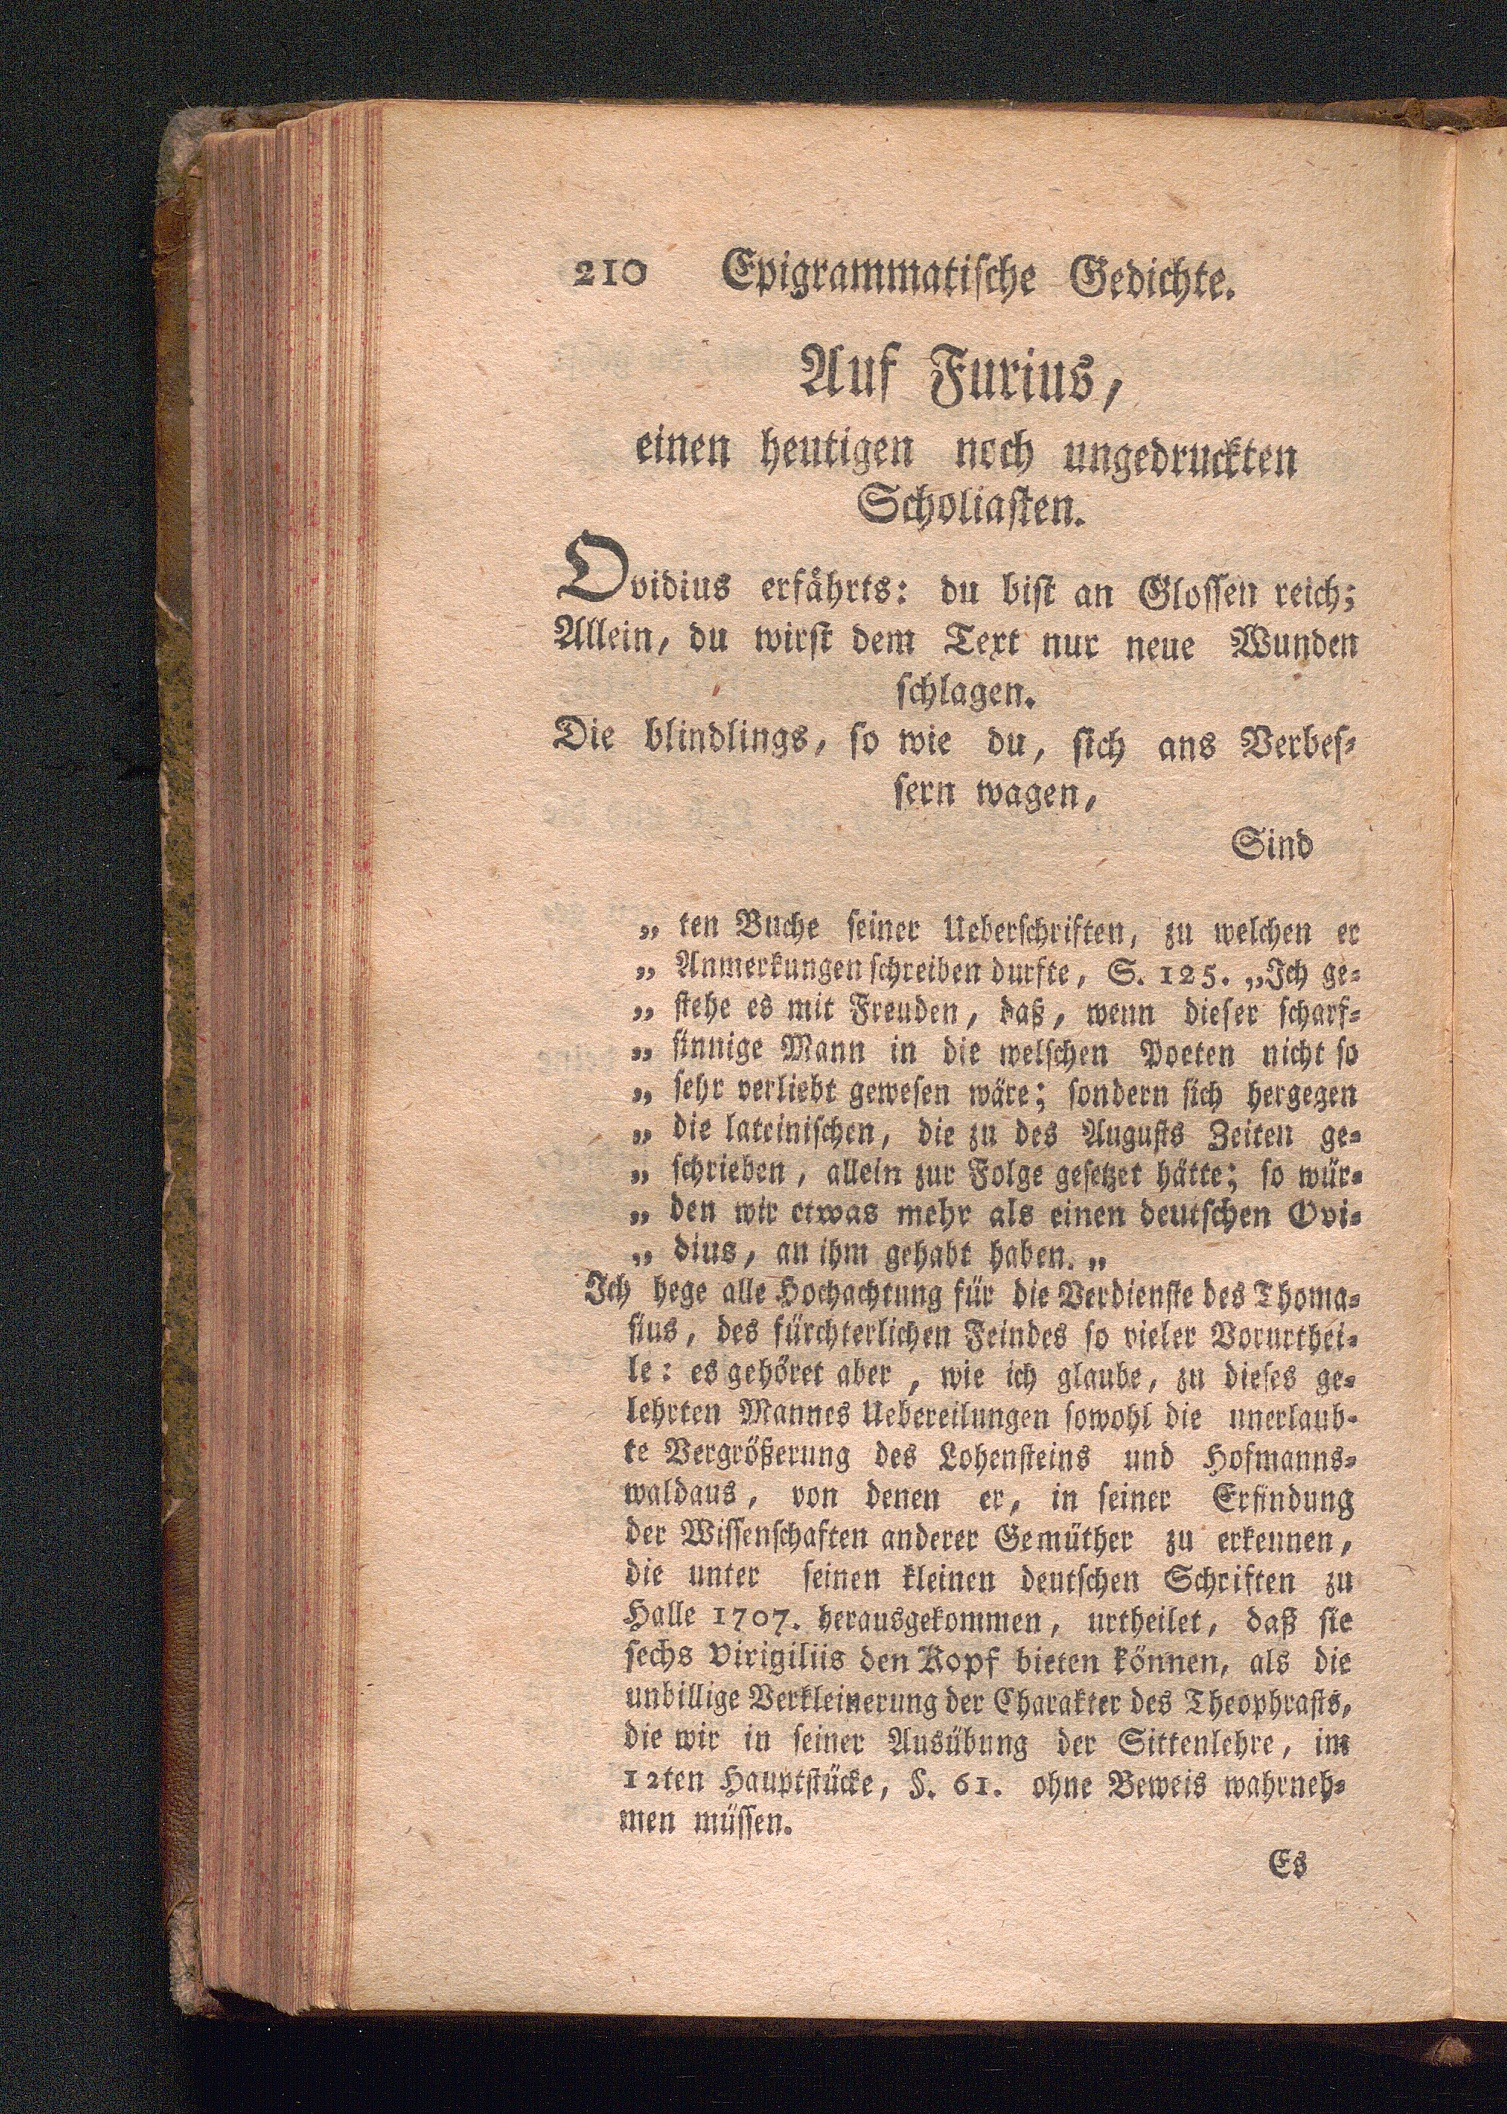 210 Epigrammatische Gedichte.
Auf Furius,
einen heutigen noch ungedruckten
Scholiasten.
Ovidius erfährts: du bist an Glossen reich;
Allein, du wirst dem Text nur neue Wunden
schlagen.
Die blindlings, so wie du, sich ans Verbes-
sern wagen,
Sind
„ ten Buche seiner Ueberschriften, zu welchen er
„ Anmerkungen schreiben durfte, S. 125. „Ich ge-
„ stehe es mit Freuden, daß, wenn dieser scharf-
„ sinnige Mann in die welschen Poeten nicht so
„ sehr verliebt gewesen wäre; sondern sich hergegen
„ die lateinischen, die zu des Augusts Zeiten ge-
„ schrieben, allein zur Folge gesetzet hätte; so wür-
„ den wir etwas mehr als einen deutschen Ovi-
„ dius, an ihm gehabt haben. „
Ich hege alle Hochachtung für die Verdienste des Thoma-
sius, des fürchterlichen Feindes so vieler Vorurthei-
le: es gehöret aber, wie ich glaube, zu dieses ge-
lehrten Mannes Uebereilungen sowohl die unerlaub-
te Vergrößerung des Lohensteins und Hofmanns-
waldaus, von denen er, in seiner Erfindung
der Wissenschaften anderer Gemüther zu erkennen,
die unter seinen kleinen deutschen Schriften zu
Halle 1707. herausgekommen, urtheilet, daß sie
sechs Virigiliis den Kopf bieten können, als die
unbillige Verkleinerung der Charakter des Theophrasts,
die wir in seiner Ausübung der Sittenlehre, im
12ten Hauptstücke, §. 61. ohne Beweis wahrneh-
men müssen.
Es